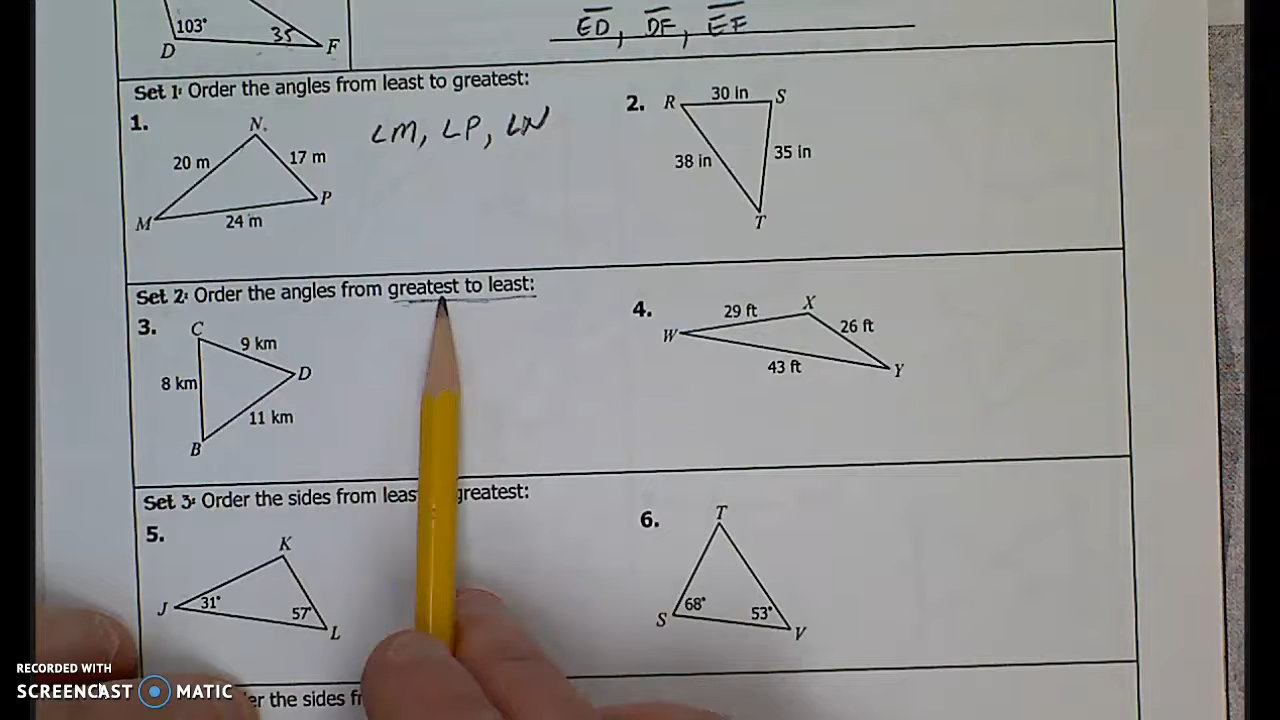 103°
35
D
F
ED, DF, EF
Set 1: Order the angles from least to greatest:
1.
N.
20 m
17 m
M
P
24 m
∠M, ∠P, ∠N
2.
R
30 in
S
38 in
35 in
T
Set 2: Order the angles from greatest to least:
3.
C
9 km
8 km
D
11 km
B
4.
29 ft
X
26 ft
W
43 ft
Y
Set 3: Order the sides from leas greatest:
5.
K
J
31°
57°
L
6.
T
S
68°
53°
V
er the sides f
RECORDED WITH
SCREENCAST MATIC